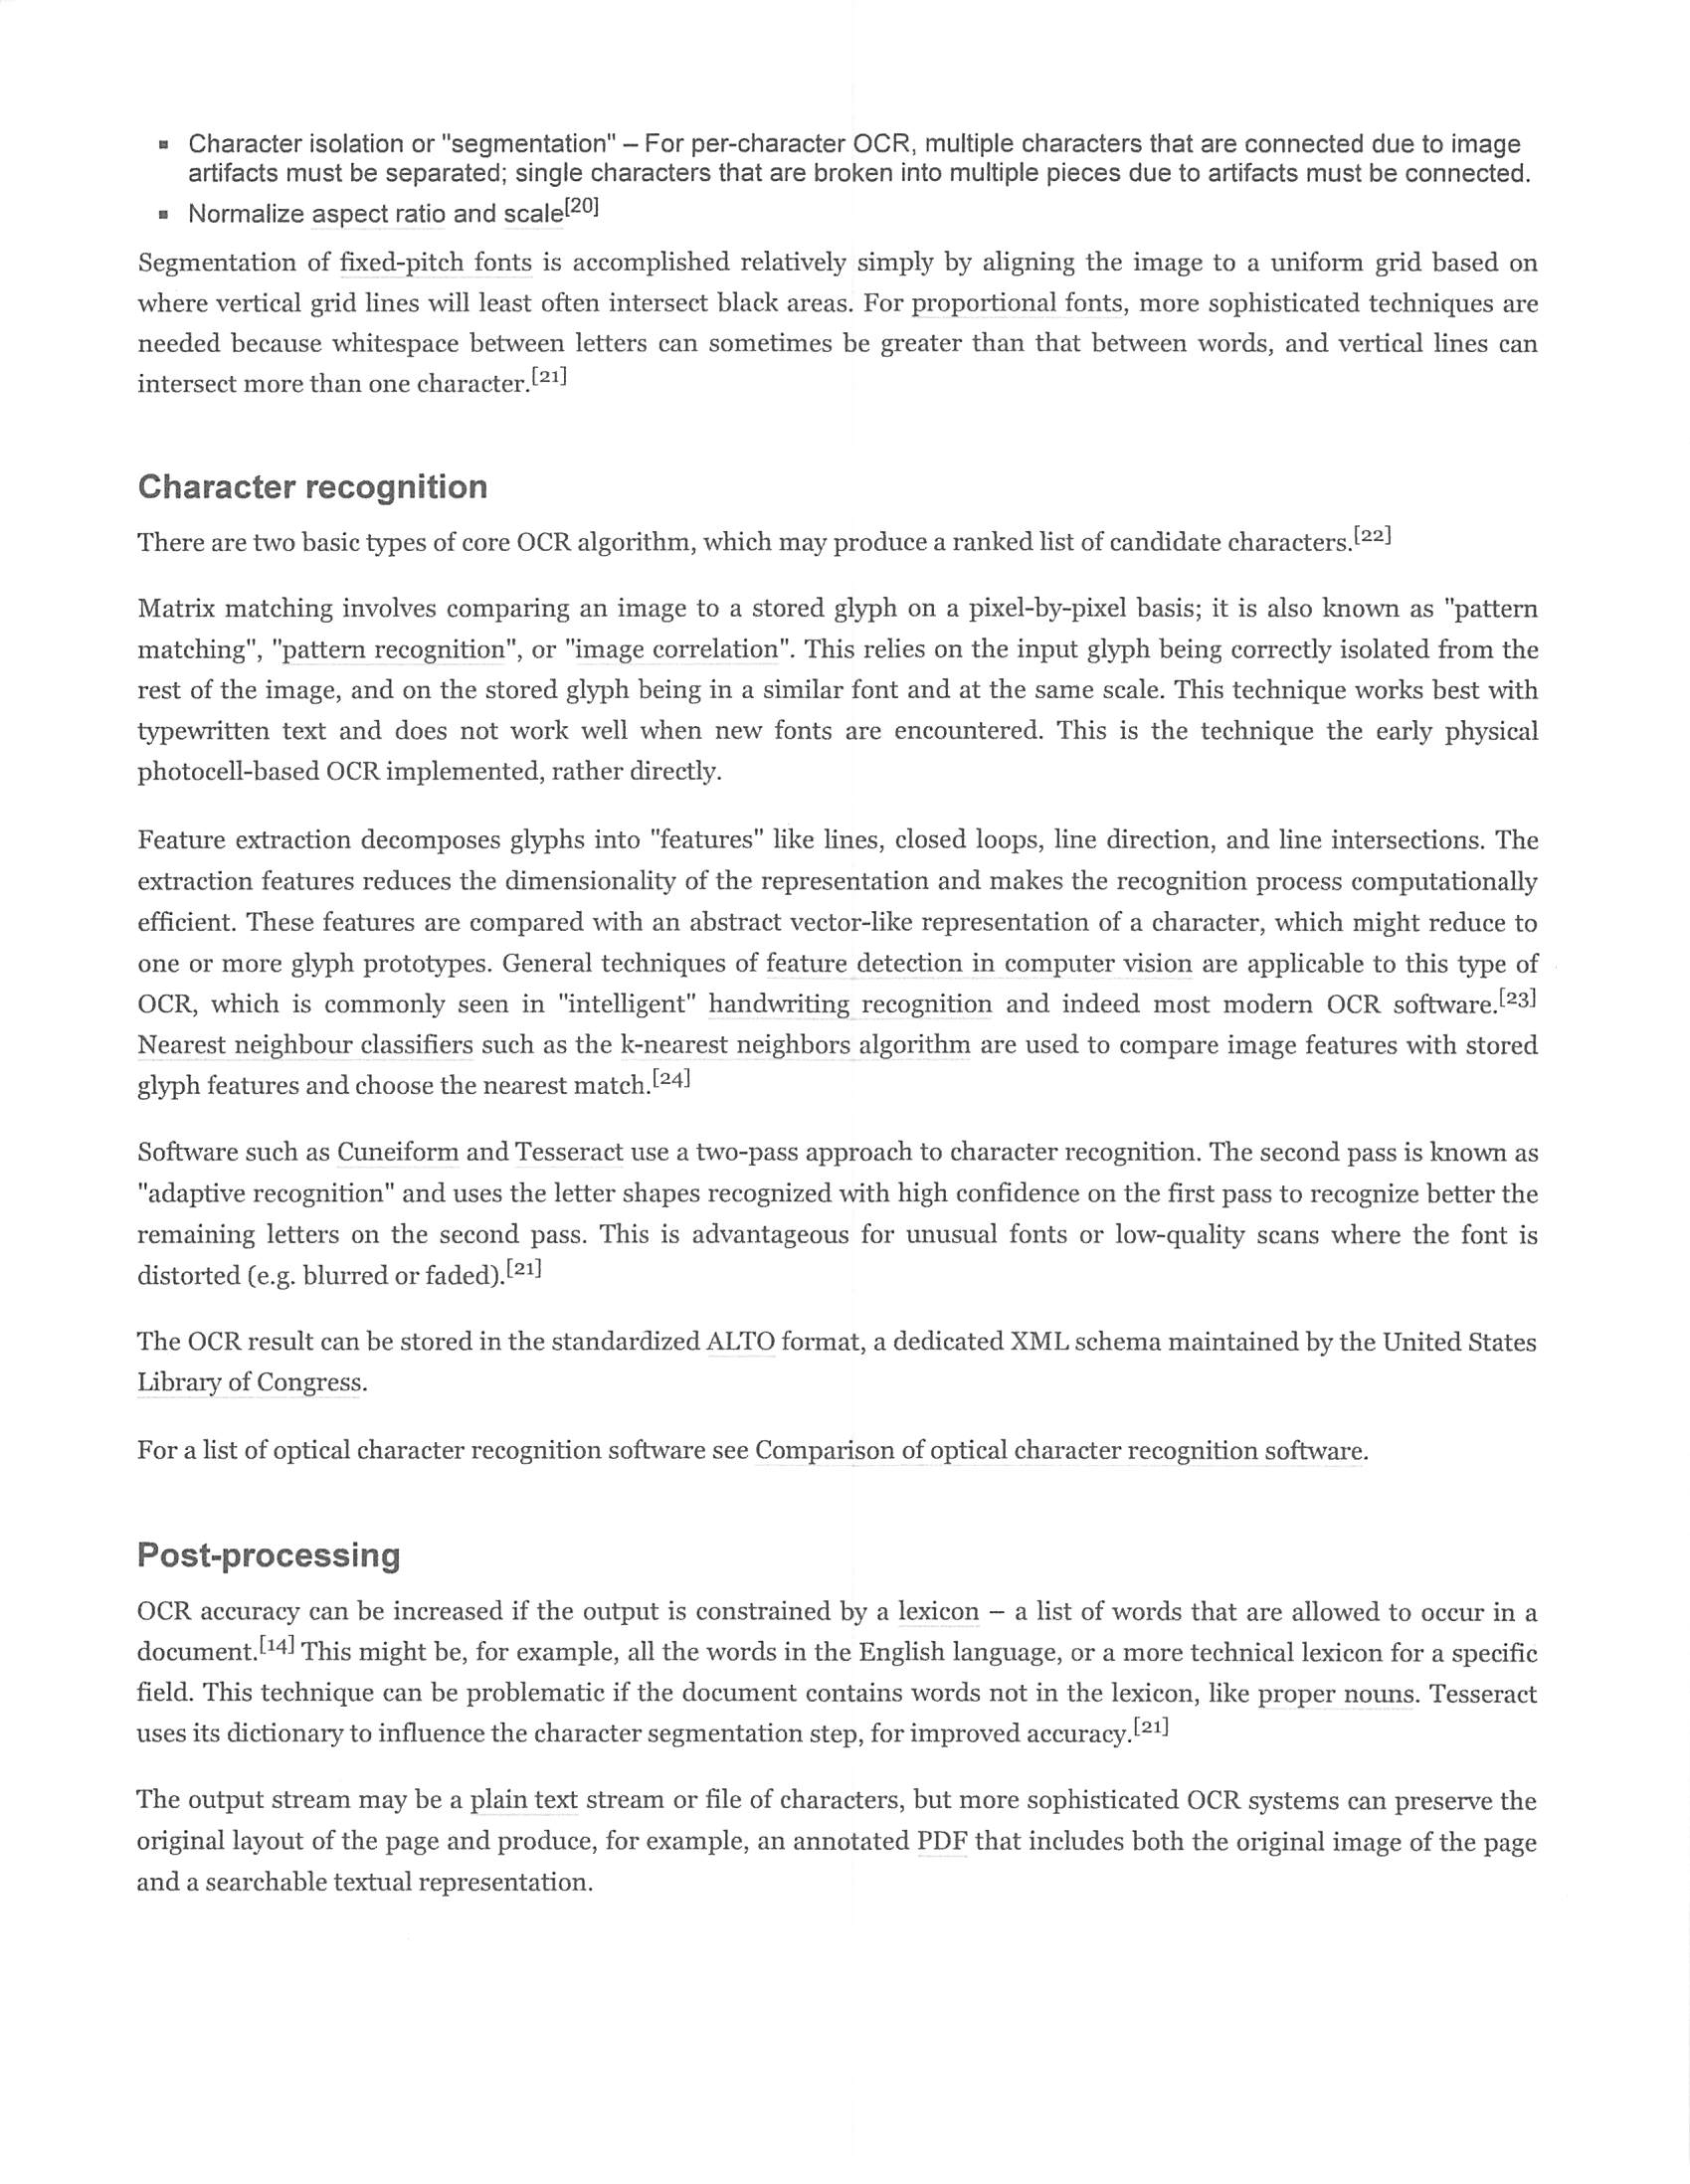 ▪ Character isolation or "segmentation" – For per-character OCR, multiple characters that are connected due to image
artifacts must be separated; single characters that are broken into multiple pieces due to artifacts must be connected.
▪ Normalize aspect ratio and scale[20]
Segmentation of fixed-pitch fonts is accomplished relatively simply by aligning the image to a uniform grid based on
where vertical grid lines will least often intersect black areas. For proportional fonts, more sophisticated techniques are
needed because whitespace between letters can sometimes be greater than that between words, and vertical lines can
intersect more than one character.[21]
Character recognition
There are two basic types of core OCR algorithm, which may produce a ranked list of candidate characters.[22]
Matrix matching involves comparing an image to a stored glyph on a pixel-by-pixel basis; it is also known as "pattern
matching", "pattern recognition", or "image correlation". This relies on the input glyph being correctly isolated from the
rest of the image, and on the stored glyph being in a similar font and at the same scale. This technique works best with
typewritten text and does not work well when new fonts are encountered. This is the technique the early physical
photocell-based OCR implemented, rather directly.
Feature extraction decomposes glyphs into "features" like lines, closed loops, line direction, and line intersections. The
extraction features reduces the dimensionality of the representation and makes the recognition process computationally
efficient. These features are compared with an abstract vector-like representation of a character, which might reduce to
one or more glyph prototypes. General techniques of feature detection in computer vision are applicable to this type of
OCR, which is commonly seen in "intelligent" handwriting recognition and indeed most modern OCR software.[23]
Nearest neighbour classifiers such as the k-nearest neighbors algorithm are used to compare image features with stored
glyph features and choose the nearest match.[24]
Software such as Cuneiform and Tesseract use a two-pass approach to character recognition. The second pass is known as
"adaptive recognition" and uses the letter shapes recognized with high confidence on the first pass to recognize better the
remaining letters on the second pass. This is advantageous for unusual fonts or low-quality scans where the font is
distorted (e.g. blurred or faded).[21]
The OCR result can be stored in the standardized ALTO format, a dedicated XML schema maintained by the United States
Library of Congress.
For a list of optical character recognition software see Comparison of optical character recognition software.
Post-processing
OCR accuracy can be increased if the output is constrained by a lexicon – a list of words that are allowed to occur in a
document.[14] This might be, for example, all the words in the English language, or a more technical lexicon for a specific
field. This technique can be problematic if the document contains words not in the lexicon, like proper nouns. Tesseract
uses its dictionary to influence the character segmentation step, for improved accuracy.[21]
The output stream may be a plain text stream or file of characters, but more sophisticated OCR systems can preserve the
original layout of the page and produce, for example, an annotated PDF that includes both the original image of the page
and a searchable textual representation.